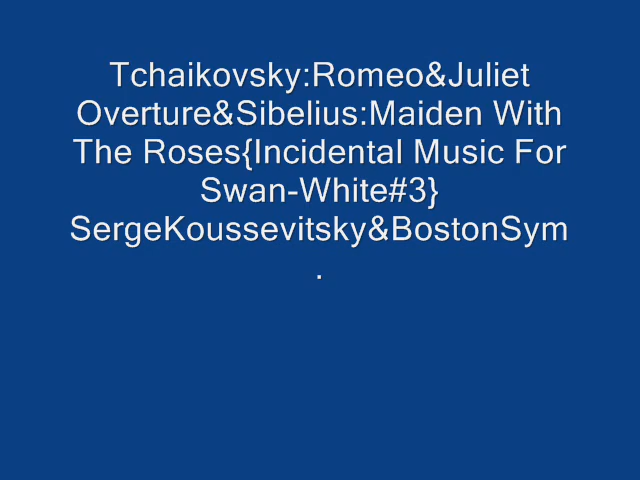 Tchaikovsky:Romeo&Juliet
Overture&Sibelius:Maiden With
The Roses{Incidental Music For
Swan-White#3}
SergeKoussevitsky&BostonSym
.